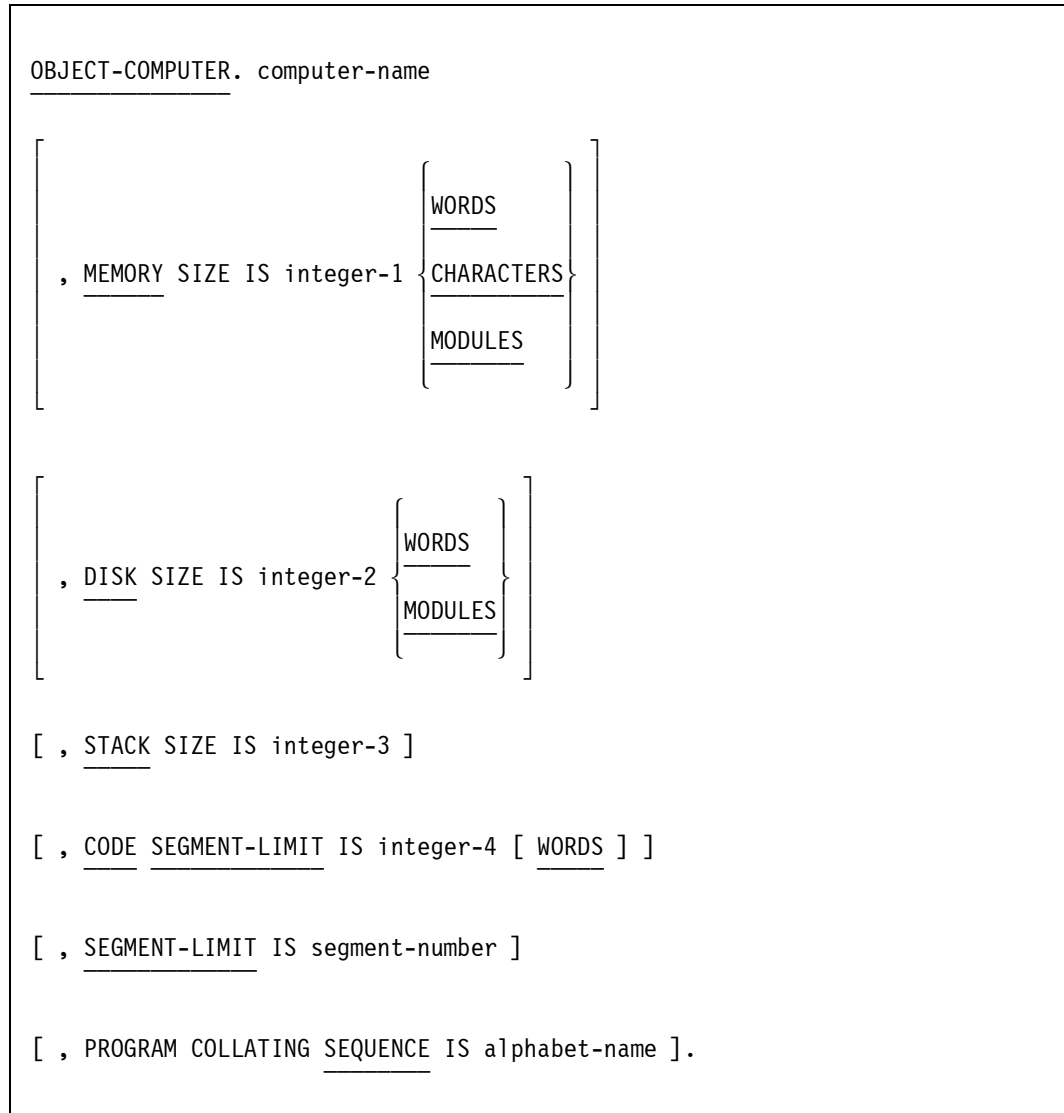 OBJECT-COMPUTER. computer-name
WORDS
, MEMORY SIZE IS integer-1 { CHARACTERS }
MODULES
WORDS
, DISK SIZE IS integer-2
MODULES
[ , STACK SIZE IS integer-3 ]
[ , CODE SEGMENT-LIMIT IS integer-4 [ WORDS ] ]
[ , SEGMENT-LIMIT IS segment-number ]
[ , PROGRAM COLLATING SEQUENCE IS alphabet-name ].